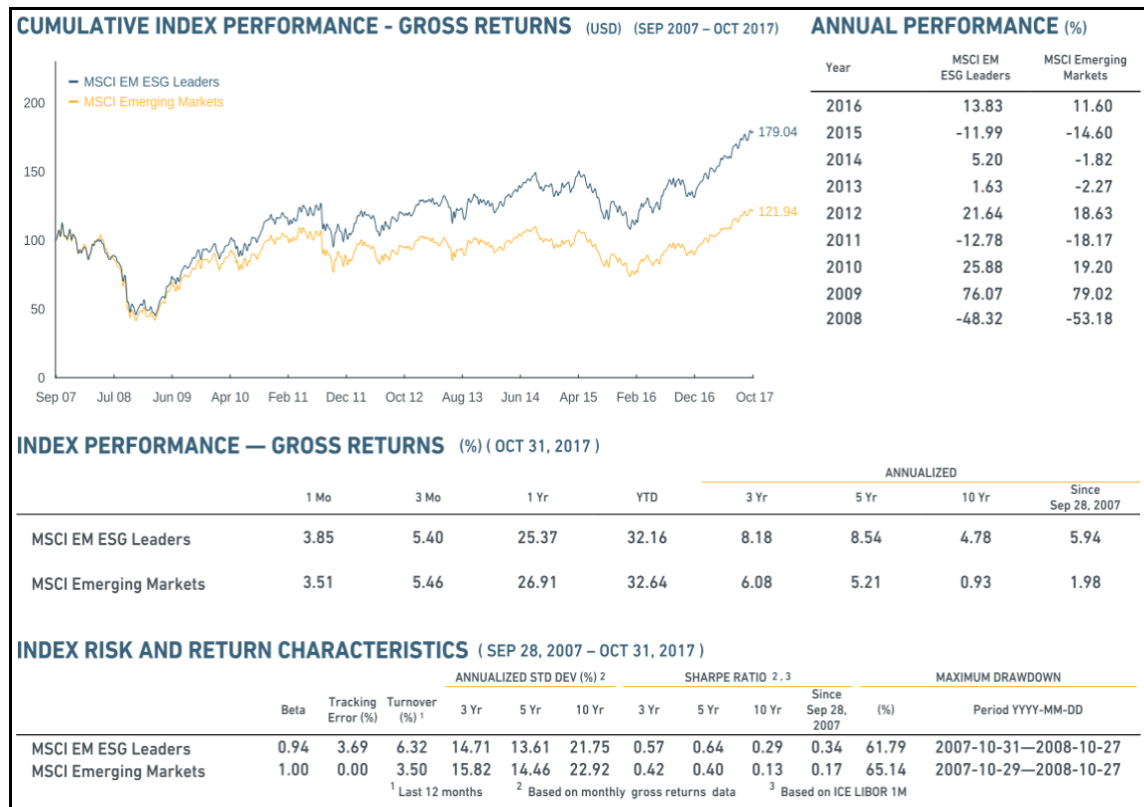 CUMULATIVE INDEX PERFORMANCE - GROSS RETURNS (USD) (SEP 2007 – OCT 2017)
MSCI EM ESG Leaders
MSCI Emerging Markets
200
150
100
50
0
179.04
121.94
Sep 07 Jul 08 Jun 09 Apr 10 Feb 11 Dec 11 Oct 12 Aug 13 Jun 14 Apr 15 Feb 16 Dec 16 Oct 17
ANNUAL PERFORMANCE (%)
Year MSCI EM ESG Leaders MSCI Emerging Markets
2016 13.83 11.60
2015 -11.99 -14.60
2014 5.20 -1.82
2013 1.63 -2.27
2012 21.64 18.63
2011 -12.78 -18.17
2010 25.88 19.20
2009 76.07 79.02
2008 -48.32 -53.18
INDEX PERFORMANCE — GROSS RETURNS (%) ( OCT 31, 2017 )
ANNUALIZED
1 Mo 3 Mo 1 Yr YTD 3 Yr 5 Yr 10 Yr Since Sep 28, 2007
MSCI EM ESG Leaders 3.85 5.40 25.37 32.16 8.18 8.54 4.78 5.94
MSCI Emerging Markets 3.51 5.46 26.91 32.64 6.08 5.21 0.93 1.98
INDEX RISK AND RETURN CHARACTERISTICS ( SEP 28, 2007 – OCT 31, 2017 )
ANNUALIZED STD DEV (%) 2 SHARPE RATIO 2 , 3 MAXIMUM DRAWDOWN
Beta Tracking Error (%) Turnover (%) 1 3 Yr 5 Yr 10 Yr 3 Yr 5 Yr 10 Yr Since Sep 28, 2007 (%) Period YYYY-MM-DD
MSCI EM ESG Leaders 0.94 3.69 6.32 14.71 13.61 21.75 0.57 0.64 0.29 0.34 61.79 2007-10-31—2008-10-27
MSCI Emerging Markets 1.00 0.00 3.50 15.82 14.46 22.92 0.42 0.40 0.13 0.17 65.14 2007-10-29—2008-10-27
1 Last 12 months 2 Based on monthly gross returns data 3 Based on ICE LIBOR 1M